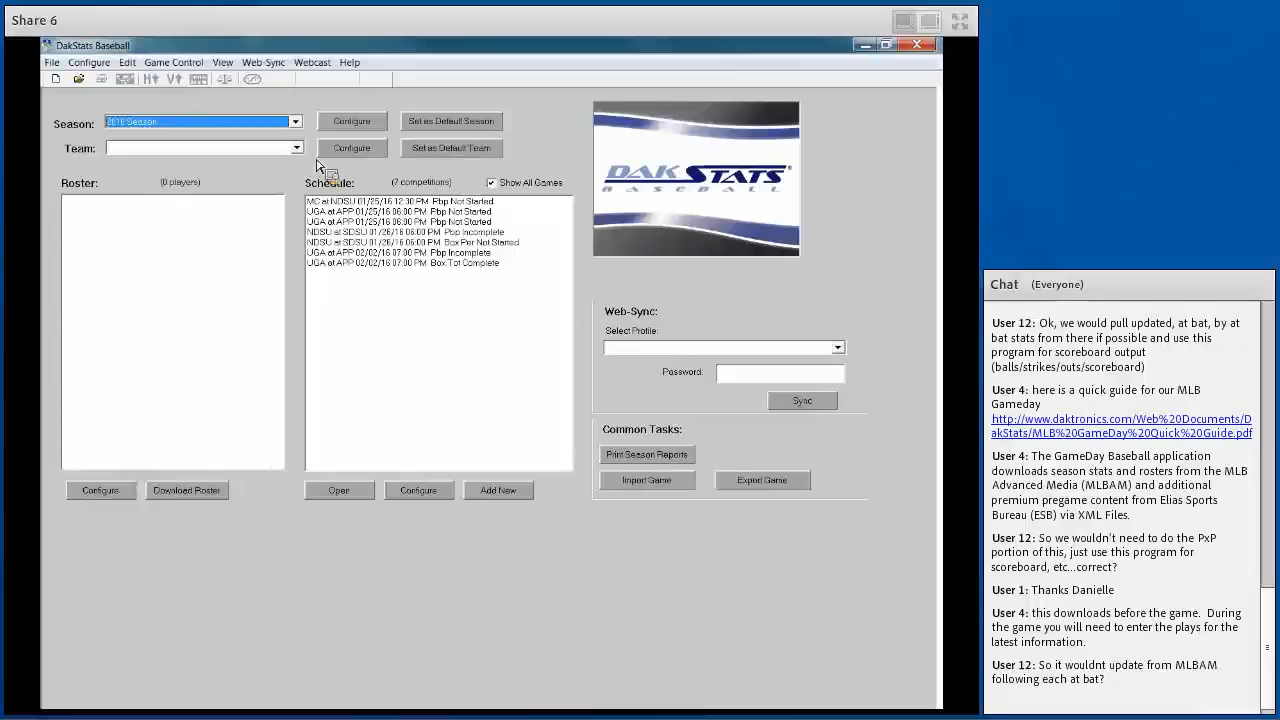 Share 6
DakStats Baseball
File Configure Edit Game Control View Web-Sync Webcast Help
Season: 2016 Season Configure Set as Default Season
Team: Configure Set as Default Team
Roster: (0 players)
Schedule: (7 competitions) Show All Games
MC at NDSU 01/25/16 12:30 PM Pbp Not Started
UGA at APP 01/25/16 06:00 PM Pbp Not Started
UGA at APP 01/25/16 06:00 PM Pbp Not Started
UGA at APP 01/26/16 06:00 PM Pbp Incomplete
NDSU at SDSU 01/26/16 06:00 PM Box Per Not Started
UGA at APP 02/02/16 07:00 PM Pbp Incomplete
UGA at APP 02/02/16 07:00 PM Box Tot Complete
Configure Download Roster
Open Configure Add New
DAKSTATS®
BASEBALL
Web-Sync:
Select Profile:
Password:
Sync
Common Tasks:
Print Season Reports
Import Game Export Game
Chat (Everyone)
User 12: Ok, we would pull updated, at bat, by at
bat stats from there if possible and use this
program for scoreboard output
(balls/strikes/outs/scoreboard)
User 4: here is a quick guide for our MLB
Gameday
http://www.daktronics.com/Web%20Documents/D
akStats/MLB%20GameDay%20Quick%20Guide.pdf
User 4: The GameDay Baseball application
downloads season stats and rosters from the MLB
Advanced Media (MLBAM) and additional
premium pregame content from Elias Sports
Bureau (ESB) via XML Files.
User 12: So we wouldn't need to do the PxP
portion of this, just use this program for
scoreboard, etc...correct?
User 1: Thanks Danielle
User 4: this downloads before the game. During
the game you will need to enter the plays for the
latest information.
User 12: So it wouldnt update from MLBAM
following each at bat?